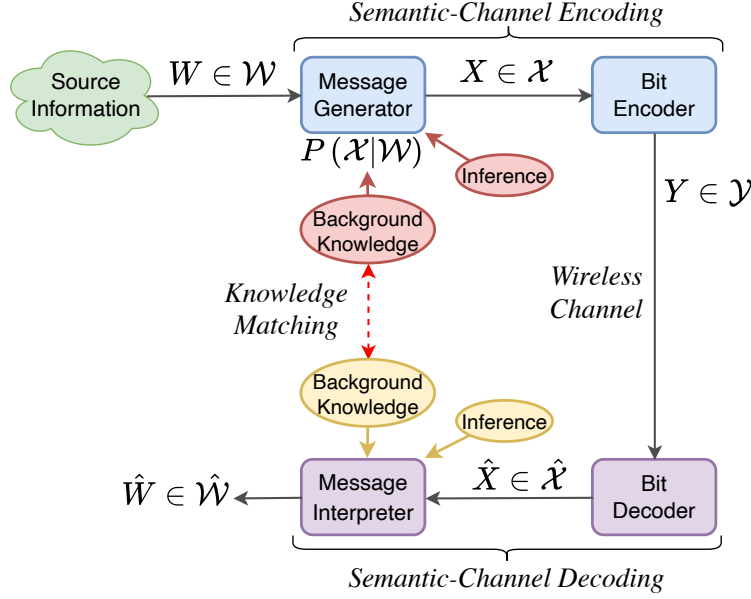 Semantic-Channel Encoding
Source
Information
W ∈ 𝒲
Message
Generator
X ∈ 𝒳
Bit
Encoder
P (𝒳|𝒲)
Inference
Y ∈ 𝒴
Background
Knowledge
Knowledge
Matching
Wireless
Channel
Background
Knowledge
Inference
Ŵ ∈ 𝒲̂
Message
Interpreter
X̂ ∈ 𝒳̂
Bit
Decoder
Semantic-Channel Decoding